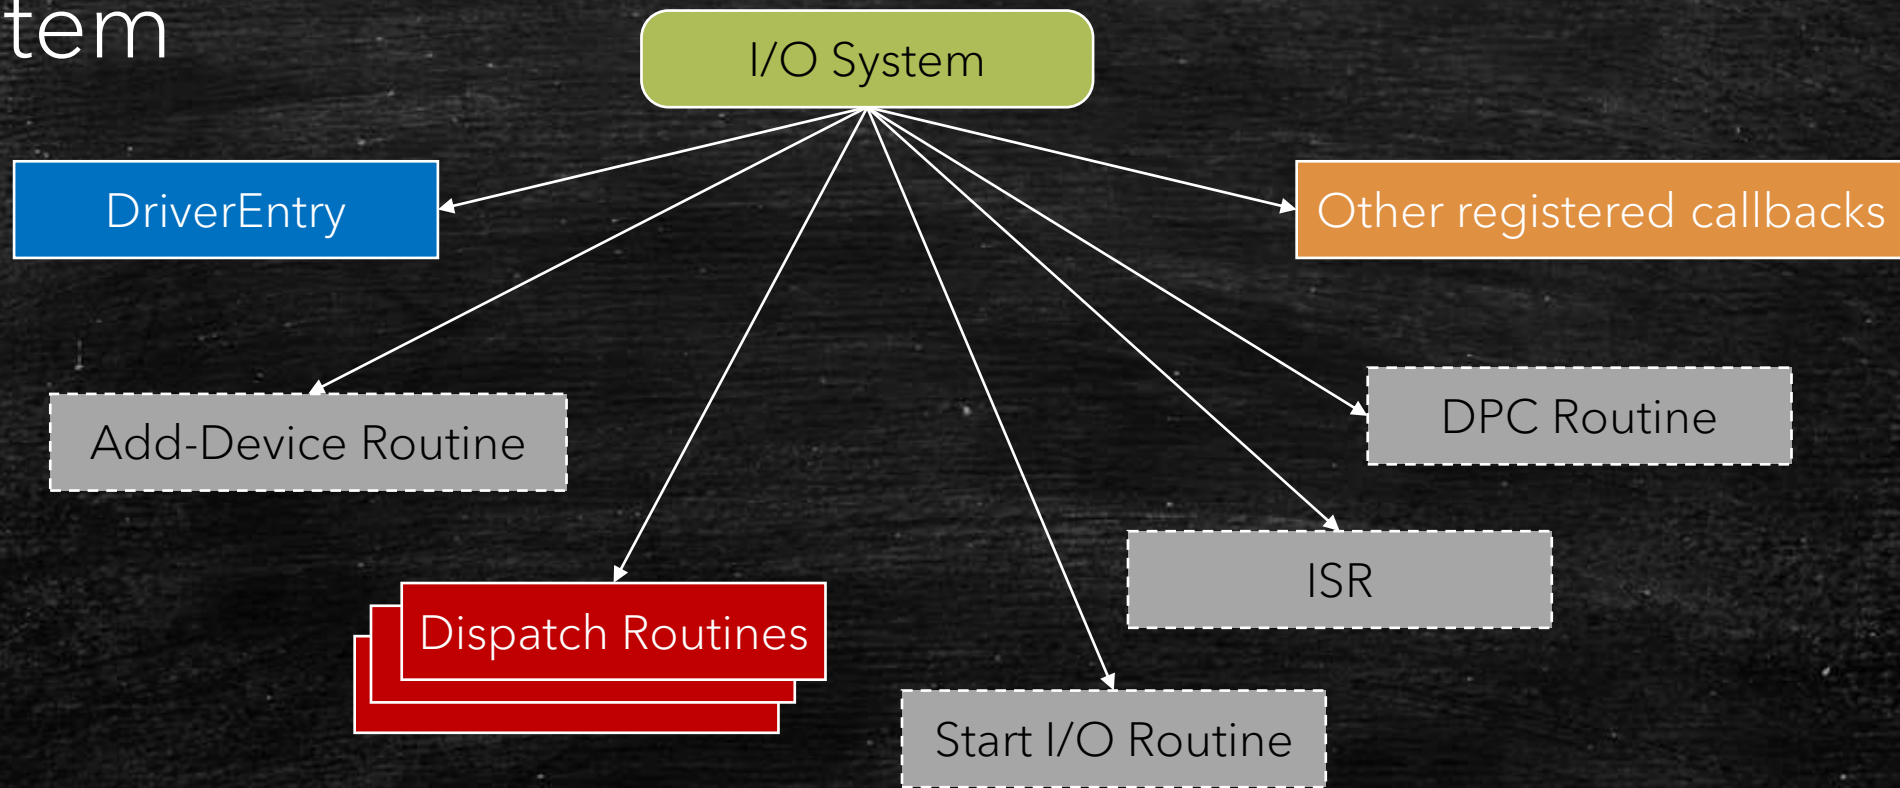 tem
I/O System
DriverEntry
Other registered callbacks
Add-Device Routine
DPC Routine
ISR
Dispatch Routines
Start I/O Routine